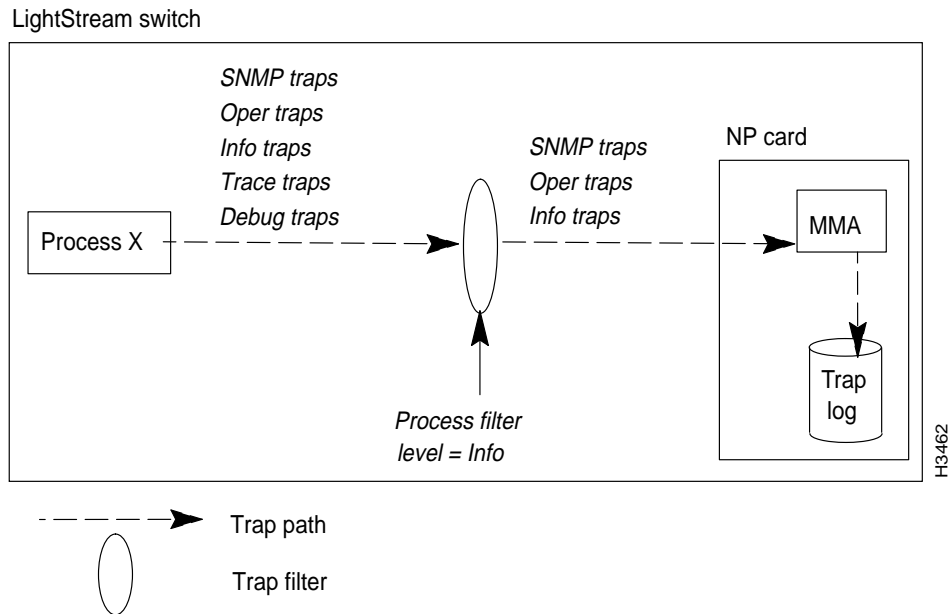 LightStream switch
SNMP traps
Oper traps
Info traps
Trace traps
Debug traps
Process X
SNMP traps
Oper traps
Info traps
NP card
MMA
Trap
log
Process filter
level = Info
H3462
Trap path
Trap filter